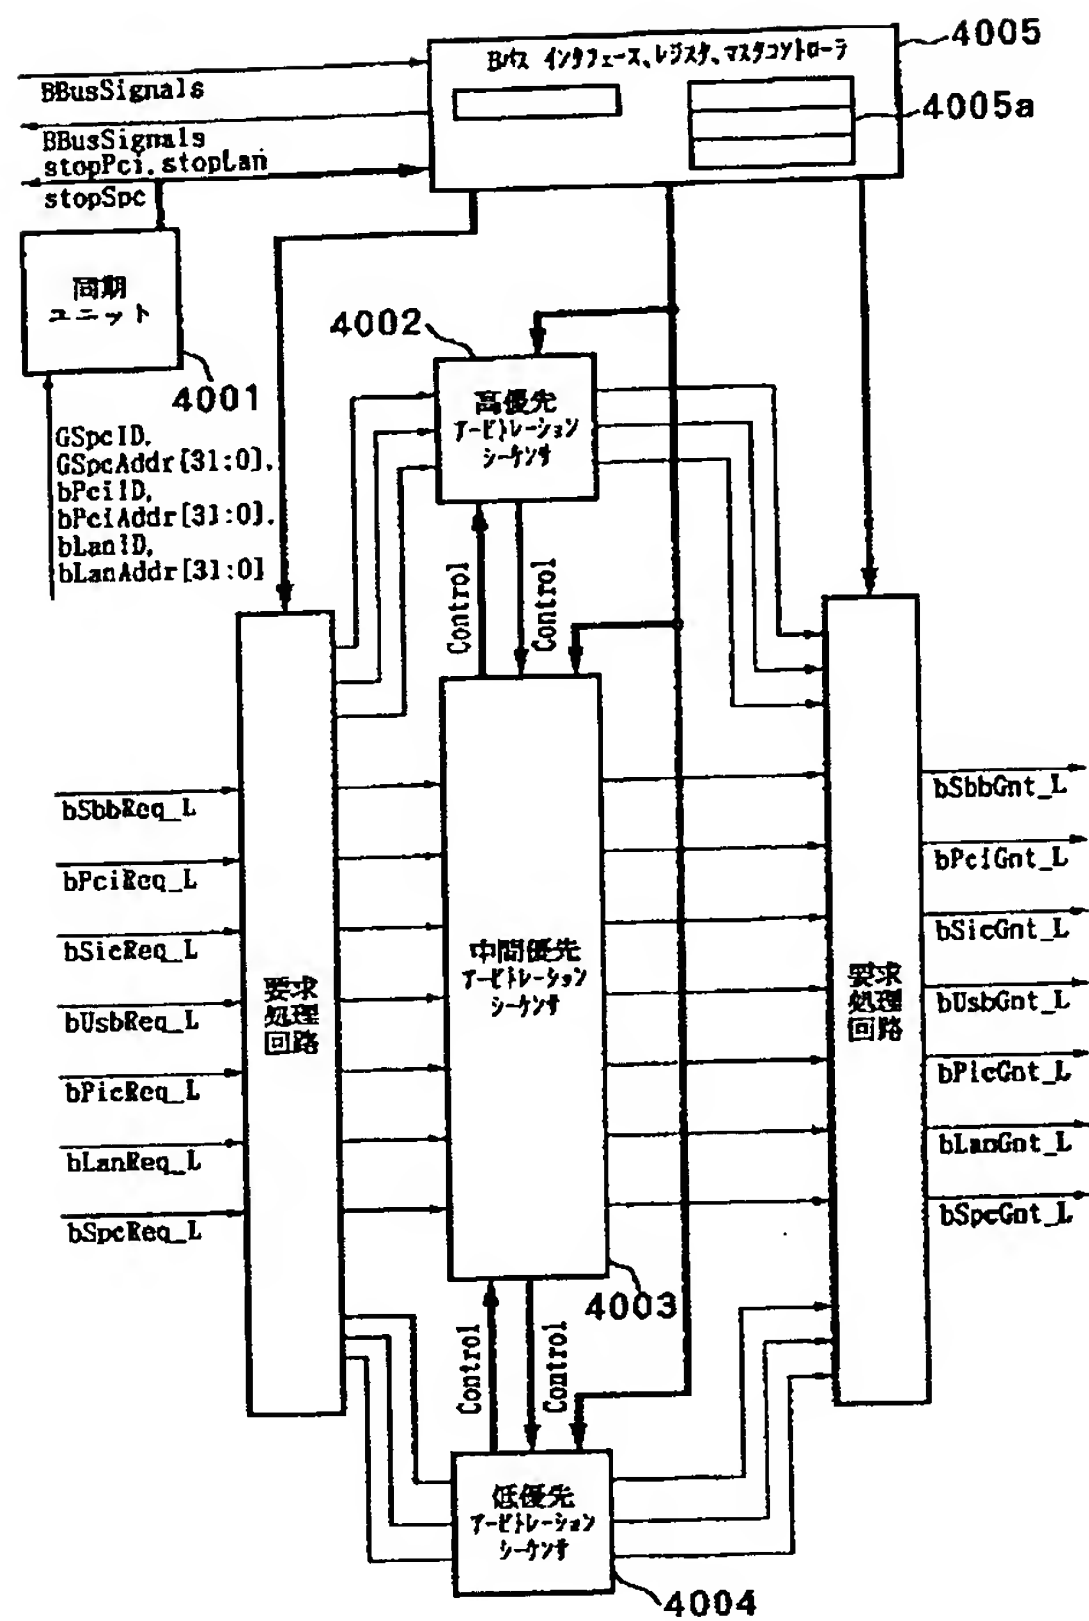 4005
Bバス インタフェース、レジスタ、マスタコントローラ
BBusSignals
4005a
BBusSignals
stopPci.stopLan
stopSpc
同期
ユニット
4001
4002
高優先
アービトレーション
シーケンサ
GSpcID,
GSpcAddr[31:0],
bPciID,
bPciAddr[31:0],
bLanID,
bLanAddr[31:0]
Control
Control
bSbbReq_L
bPciReq_L
bSicReq_L
bUsbReq_L
bPicReq_L
bLanReq_L
bSpcReq_L
要求
処理
回路
中間優先
アービトレーション
シーケンサ
要求
処理
回路
bSbbGnt_L
bPciGnt_L
bSicGnt_L
bUsbGnt_L
bPicGnt_L
bLanGnt_L
bSpcGnt_L
4003
Control
Control
低優先
アービトレーション
シーケンサ
4004